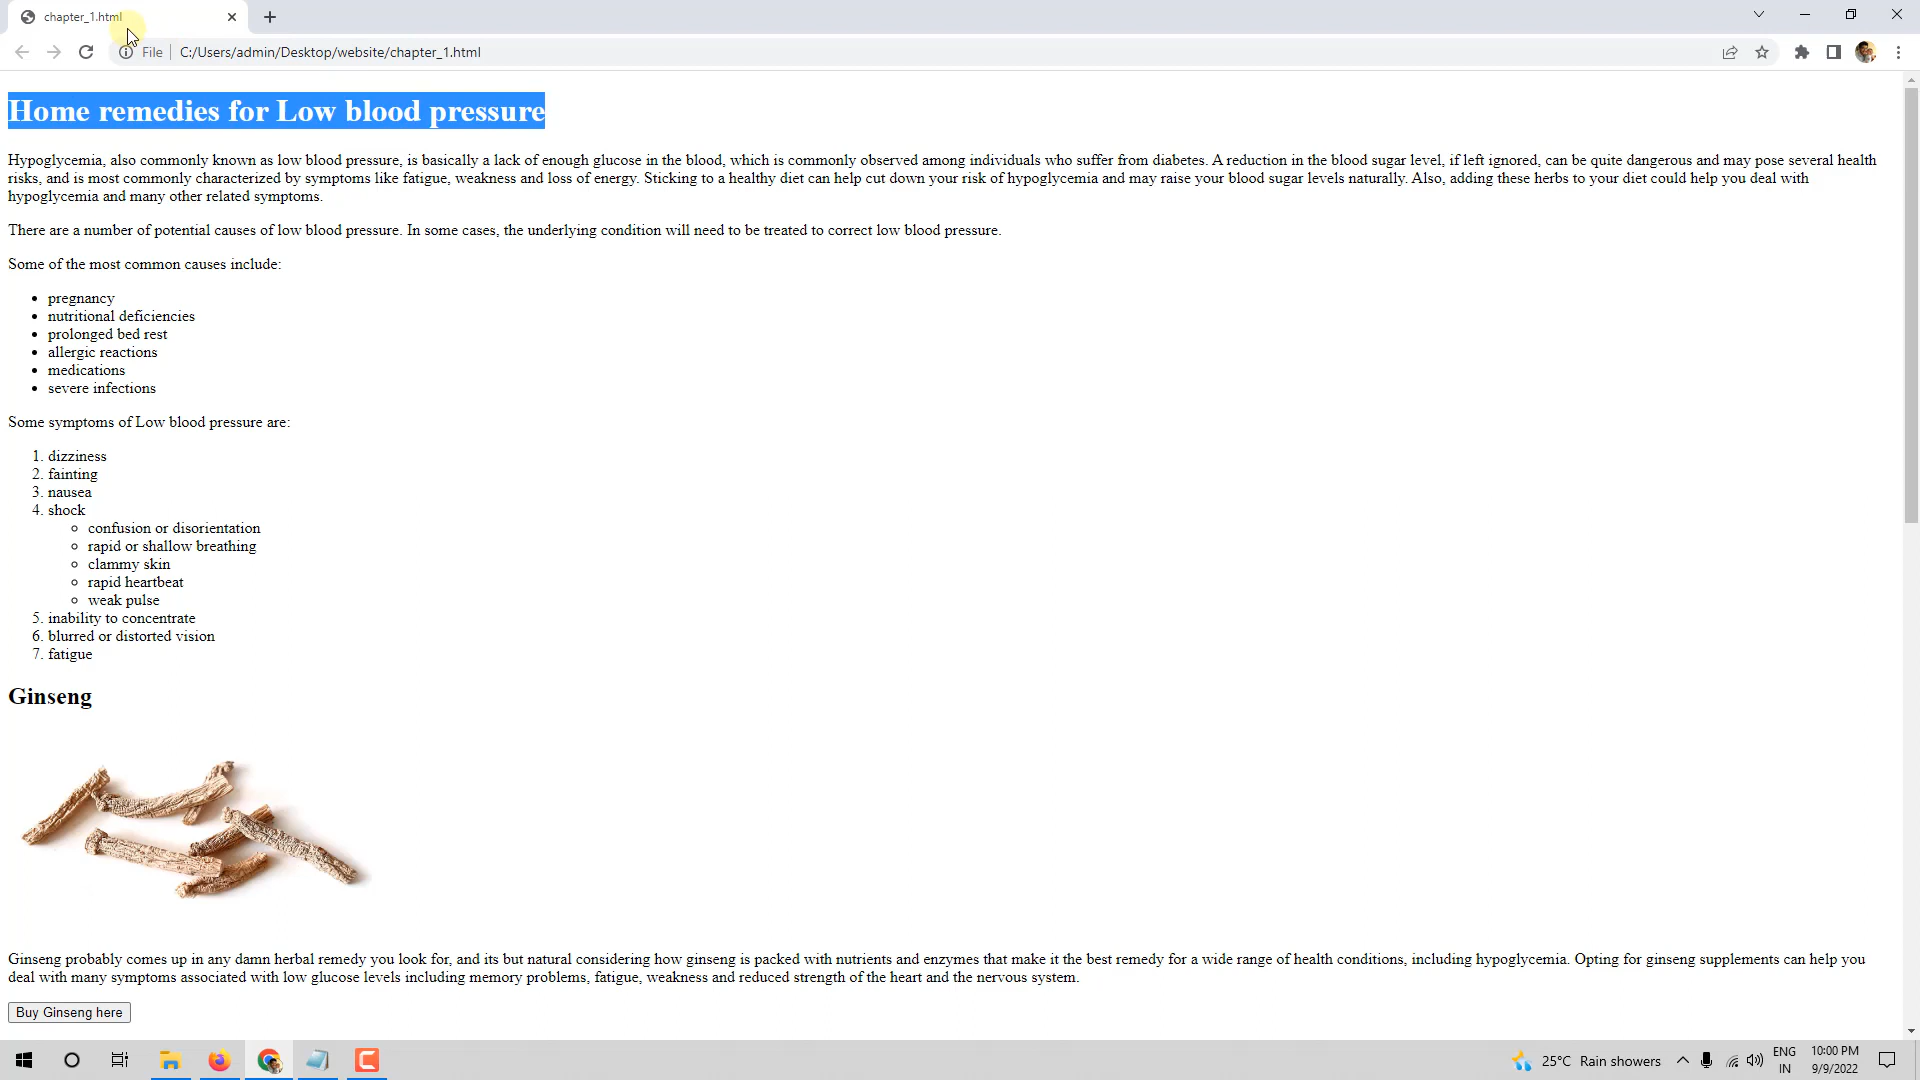 chapter_1.html
File
C:/Users/admin/Desktop/website/chapter_1.html
Home remedies for Low blood pressure
Hypoglycemia, also commonly known as low blood pressure, is basically a lack of enough glucose in the blood, which is commonly observed among individuals who suffer from diabetes. A reduction in the blood sugar level, if left ignored, can be quite dangerous and may pose several health
risks, and is most commonly characterized by symptoms like fatigue, weakness and loss of energy. Sticking to a healthy diet can help cut down your risk of hypoglycemia and may raise your blood sugar levels naturally. Also, adding these herbs to your diet could help you deal with
hypoglycemia and many other related symptoms.
There are a number of potential causes of low blood pressure. In some cases, the underlying condition will need to be treated to correct low blood pressure.
Some of the most common causes include:
• pregnancy
• nutritional deficiencies
• prolonged bed rest
• allergic reactions
• medications
• severe infections
Some symptoms of Low blood pressure are:
1. dizziness
2. fainting
3. nausea
4. shock
○ confusion or disorientation
○ rapid or shallow breathing
○ clammy skin
○ rapid heartbeat
○ weak pulse
5. inability to concentrate
6. blurred or distorted vision
7. fatigue
Ginseng
Ginseng probably comes up in any damn herbal remedy you look for, and its but natural considering how ginseng is packed with nutrients and enzymes that make it the best remedy for a wide range of health conditions, including hypoglycemia. Opting for ginseng supplements can help you
deal with many symptoms associated with low glucose levels including memory problems, fatigue, weakness and reduced strength of the heart and the nervous system.
Buy Ginseng here
25°C Rain showers
ENG
IN
10:00 PM
9/9/2022